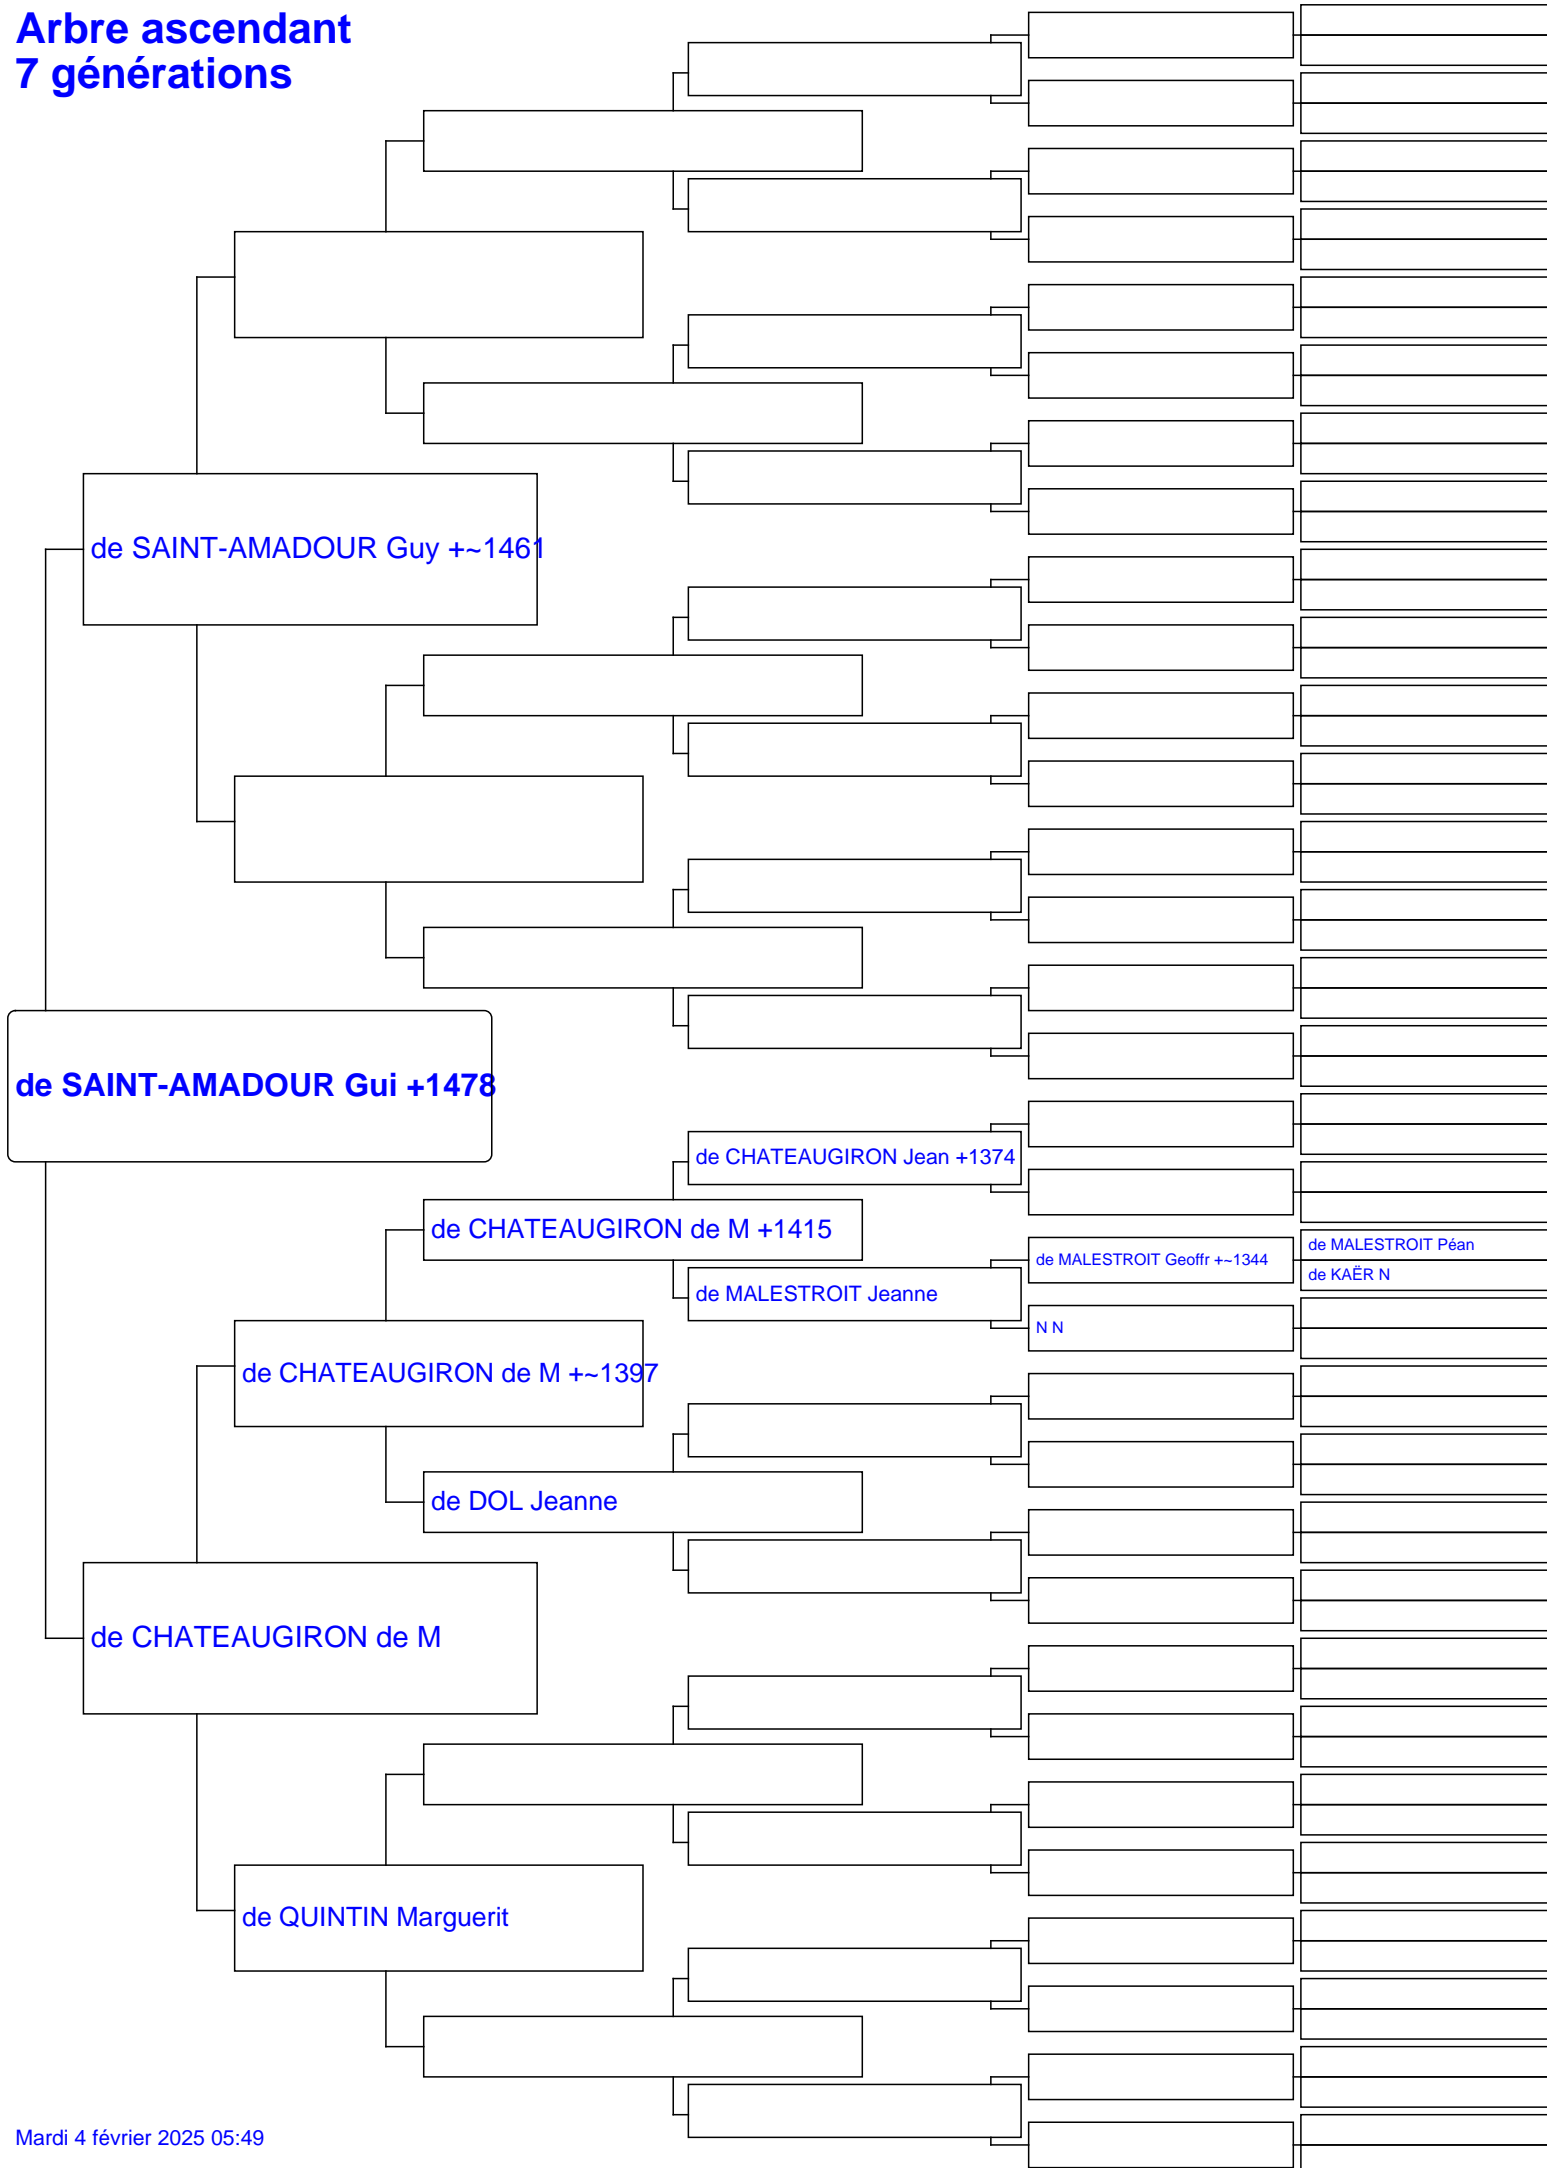 Arbre ascendant
7 générations
de SAINT-AMADOUR Guy +~1461
de SAINT-AMADOUR Gui +1478
de CHATEAUGIRON Jean +1374
de CHATEAUGIRON de M +1415
de MALESTROIT Péan
de MALESTROIT Geoffr +~1344
de KAËR N
de MALESTROIT Jeanne
N N
de CHATEAUGIRON de M +~1397
de DOL Jeanne
de CHATEAUGIRON de M
de QUINTIN Marguerit
Mardi 4 février 2025 05:49